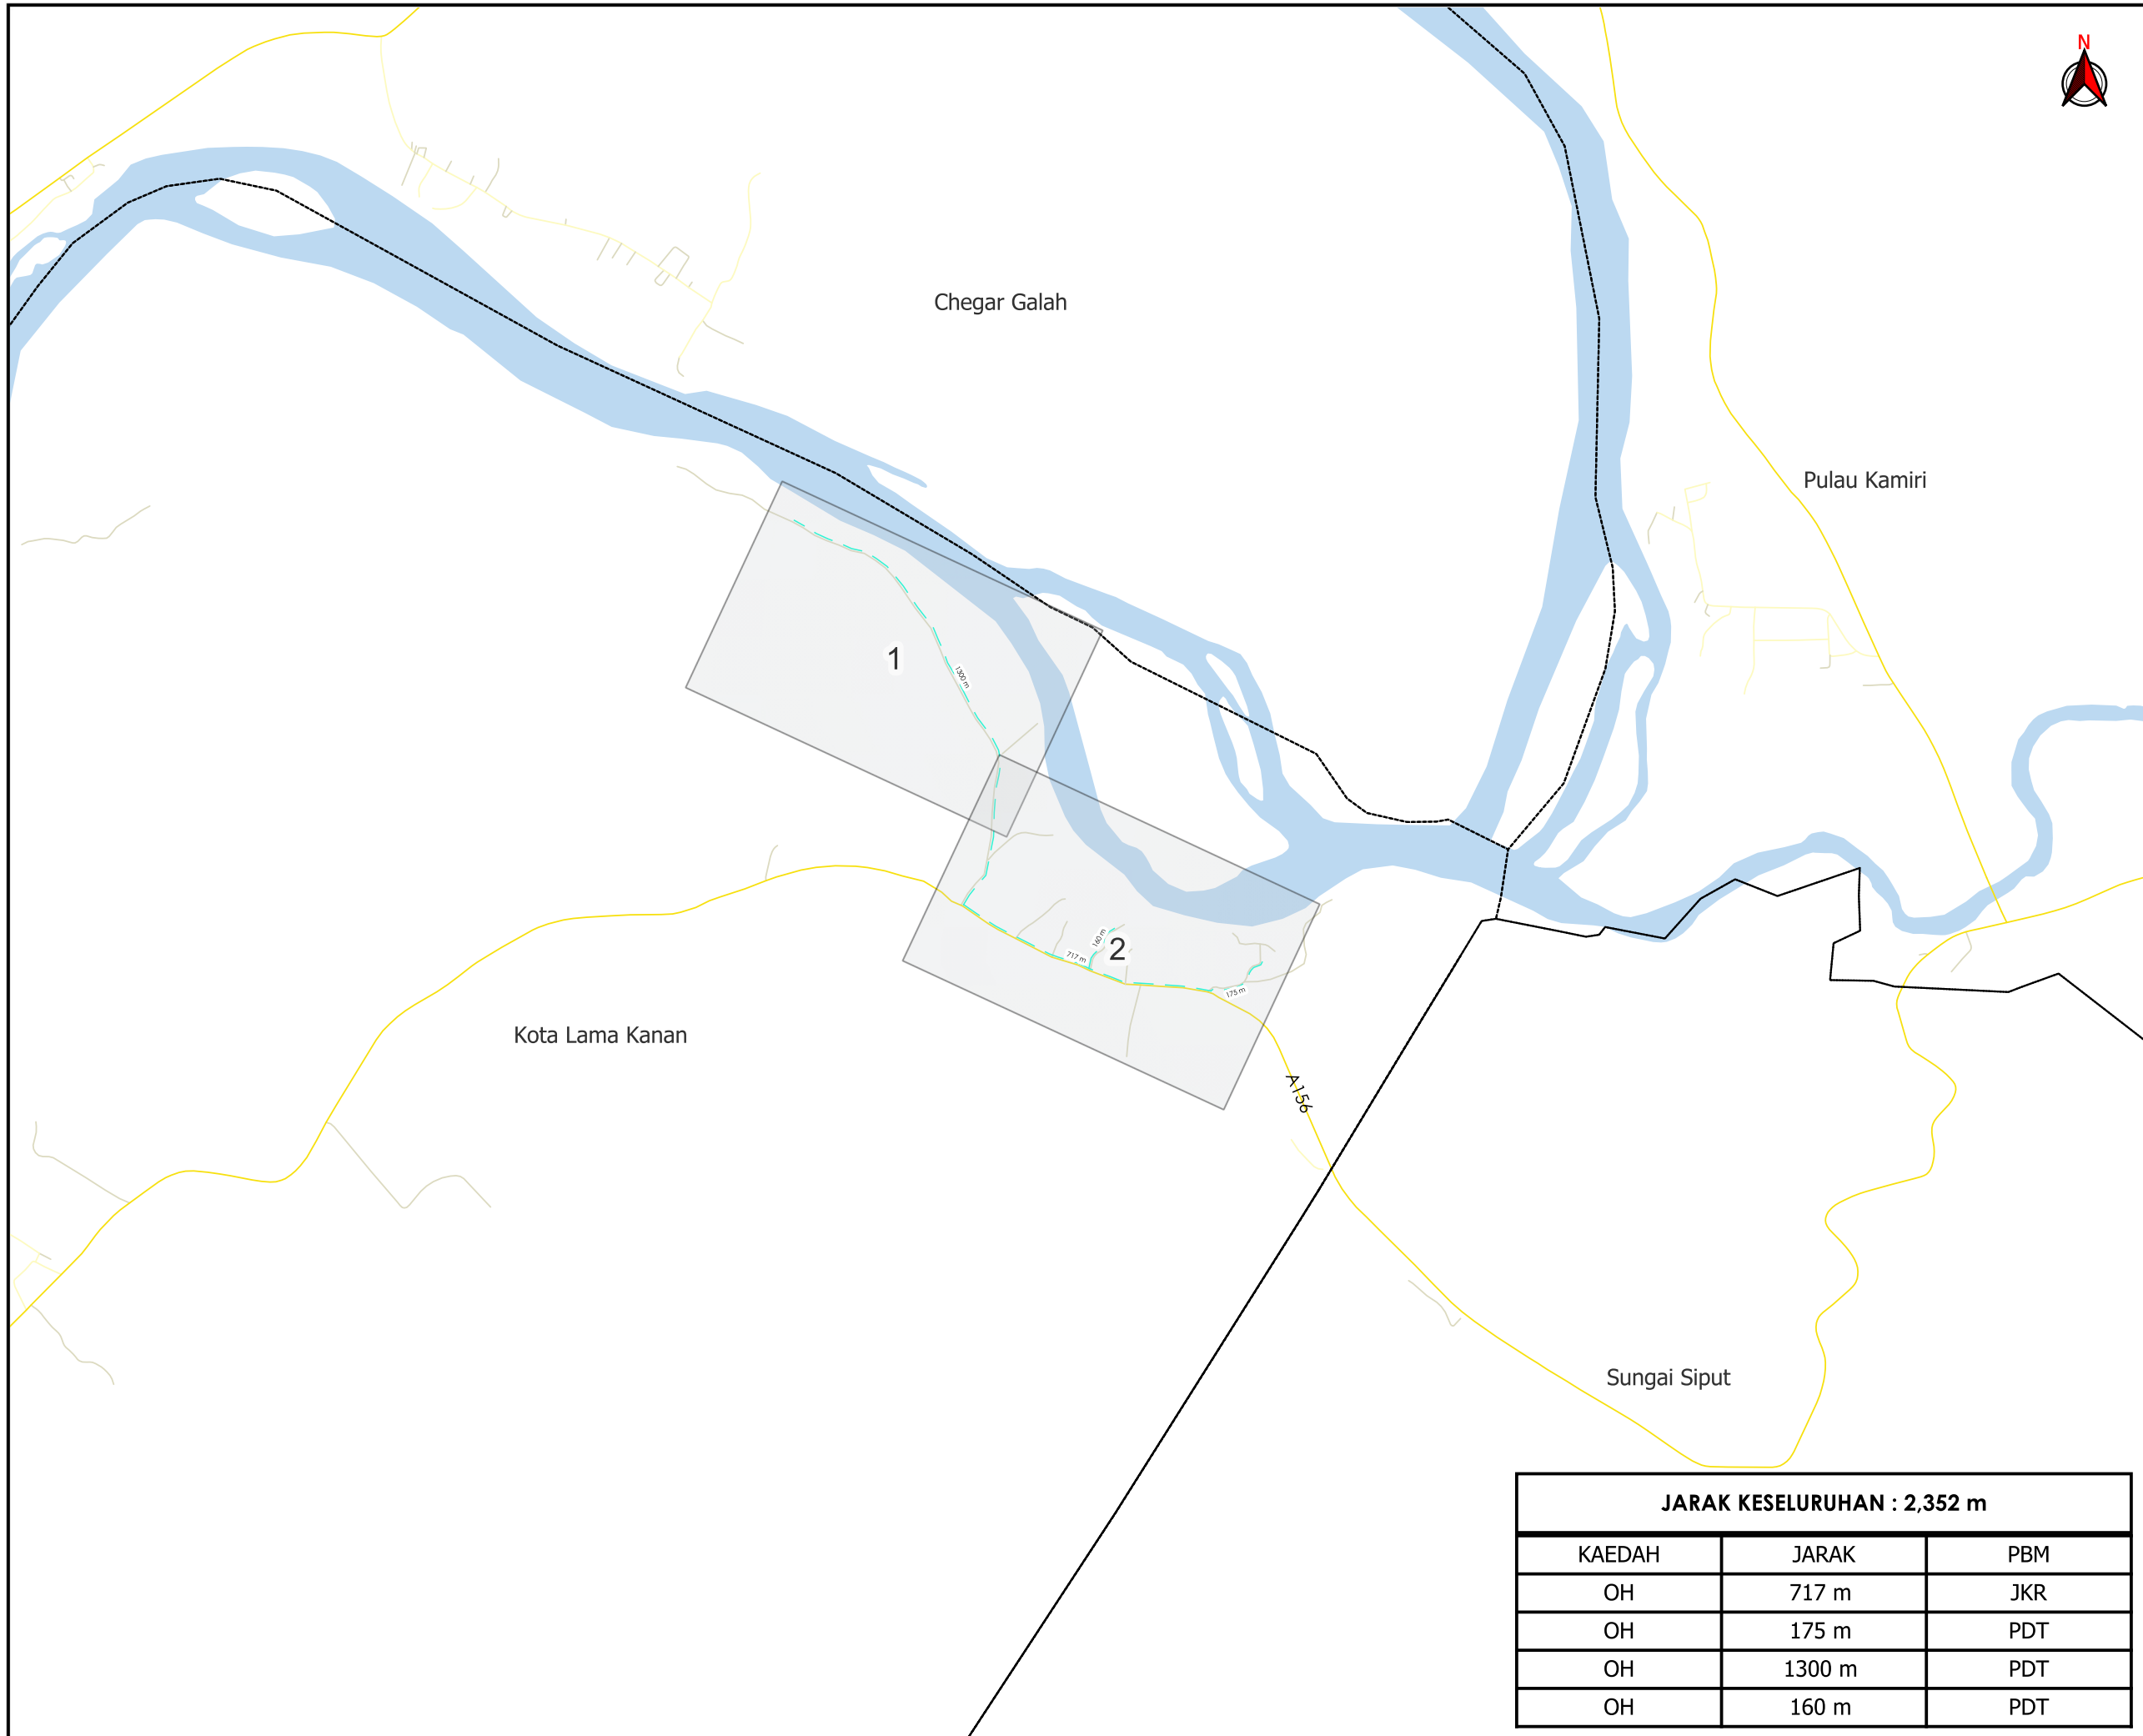 N
Chegar Galah
Pulau Kamiri
1
1300 m
2
160 m
717 m
175 m
Kota Lama Kanan
A156
Sungai Siput
JARAK KESELURUHAN : 2,352 m
KAEDAH JARAK PBM
OH 717 m JKR
OH 175 m PDT
OH 1300 m PDT
OH 160 m PDT